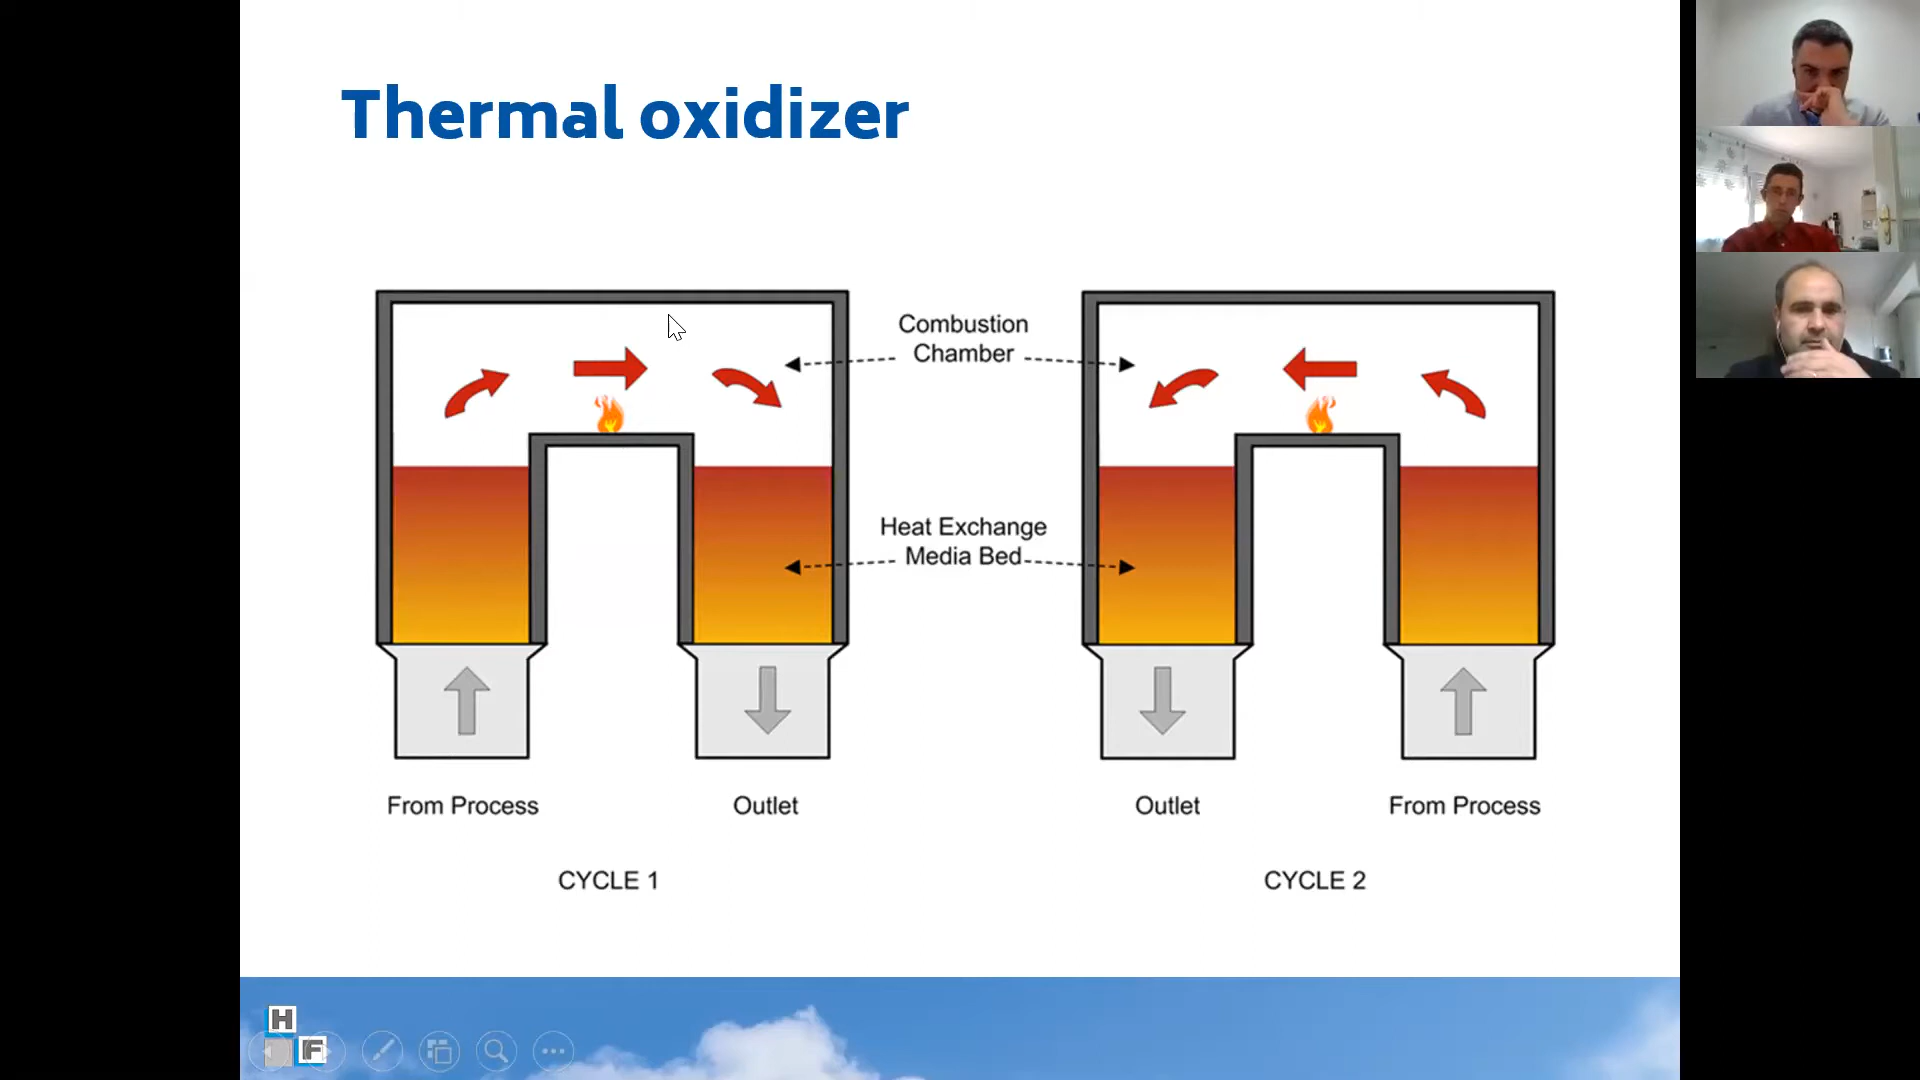 Thermal oxidizer
Combustion
Chamber
Heat Exchange
Media Bed
From Process
Outlet
Outlet
From Process
CYCLE 1
CYCLE 2
H
F